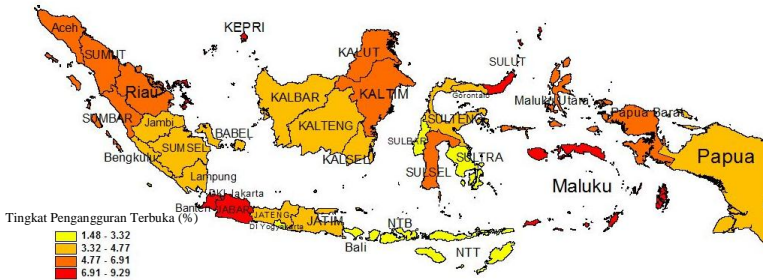 Aceh
SUMUT
KEPRI
Riau
SUMBAR
Jambi
SUMSEL
BABEL
Bengkulu
Lampung
KALUT
KALTIM
KALBAR
KALTENG
KALSEL
SULUT
Gorontalo
SULTENG
SULBAR
SULTRA
SULSEL
Maluku Utara
Papua Barat
Papua
Maluku
DKI Jakarta
Banten
JABAR
JATENG
DI Yogyakarta
JATIM
Bali
NTB
NTT
Tingkat Pengangguran Terbuka (%)
1.48 - 3.32
3.32 - 4.77
4.77 - 6.91
6.91 - 9.29